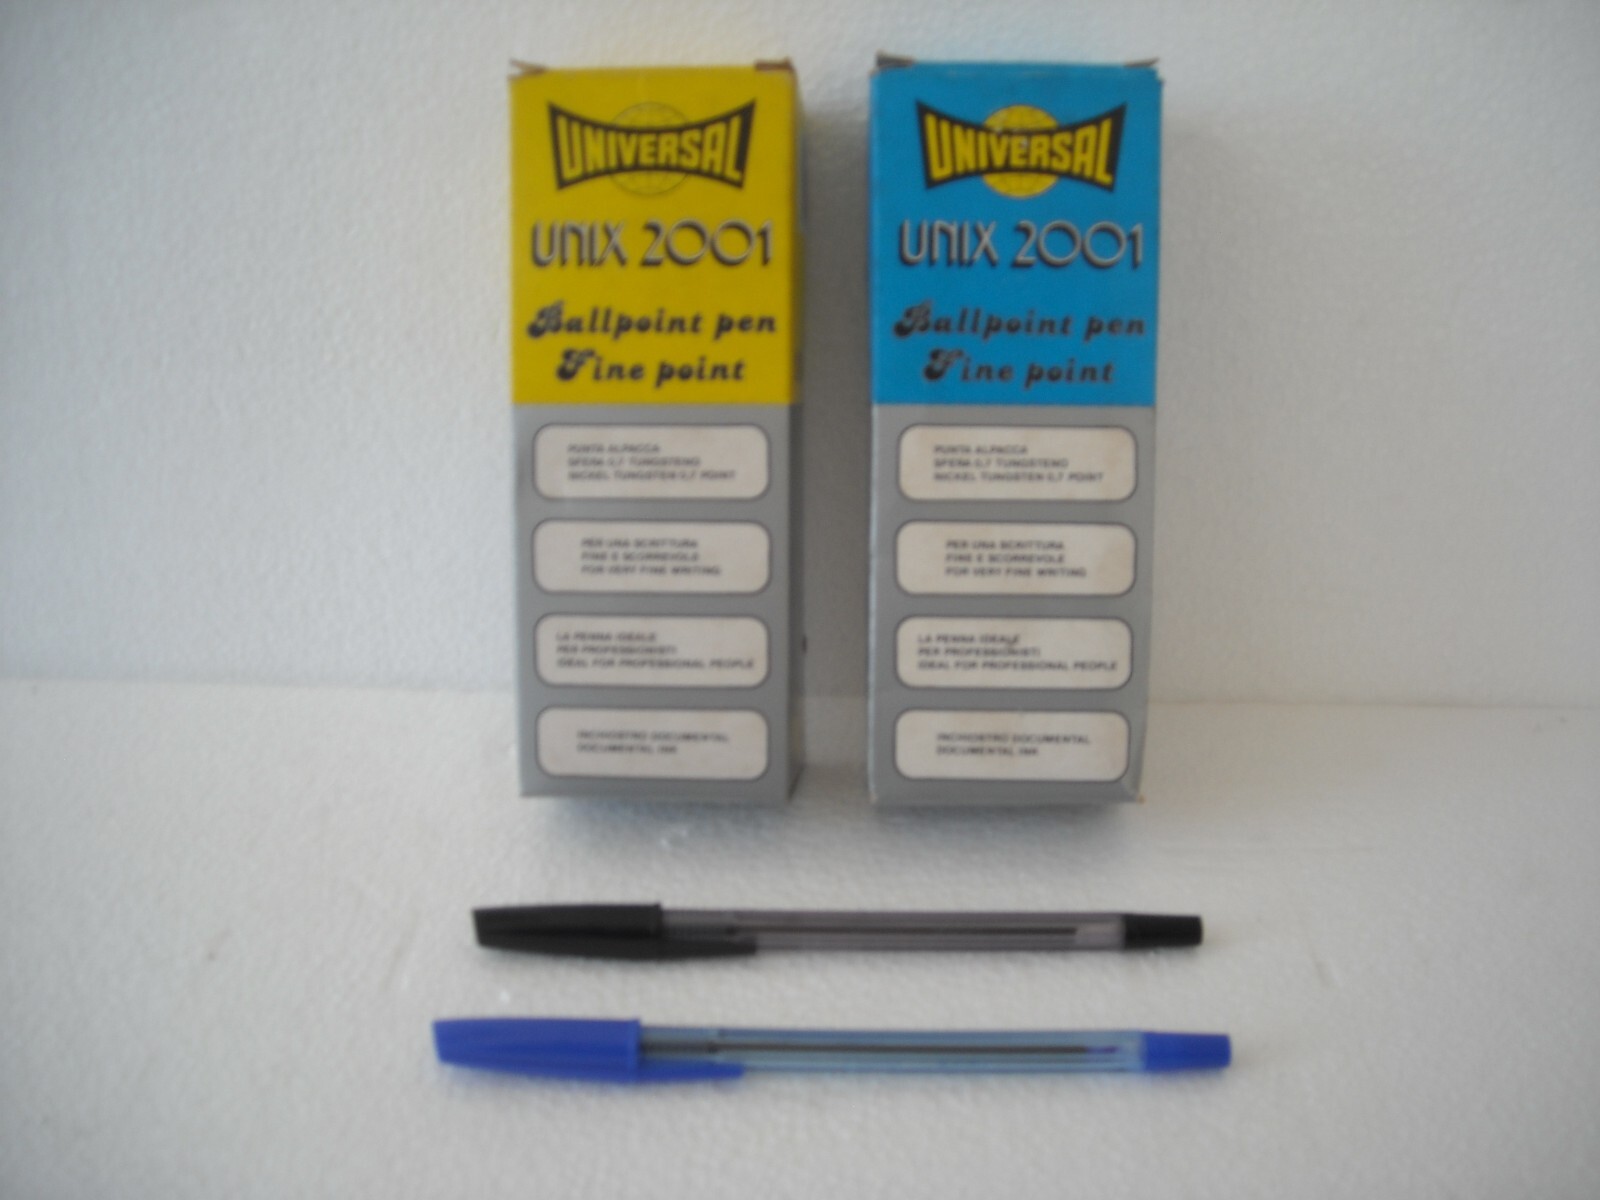 UNIVERSAL
UNIX 2001
Ballpoint pen
Fine point
PUNTA ALPACCA
SFERA 0,7 TUNGSTENO
NICKEL TUNGSTEN 0,7 POINT
PER UNA SCRITTURA
FINE E SCORREVOLE
FOR VERY FINE WRITING
LA PENNA IDEALE
PER PROFESSIONISTI
IDEAL FOR PROFESSIONAL PEOPLE
INCHIOSTRO DOCUMENTAL
DOCUMENTAL INK
UNIVERSAL
UNIX 2001
Ballpoint pen
Fine point
PUNTA ALPACCA
SFERA 0,7 TUNGSTENO
NICKEL TUNGSTEN 0,7 POINT
PER UNA SCRITTURA
FINE E SCORREVOLE
FOR VERY FINE WRITING
LA PENNA IDEALE
PER PROFESSIONISTI
IDEAL FOR PROFESSIONAL PEOPLE
INCHIOSTRO DOCUMENTAL
DOCUMENTAL INK